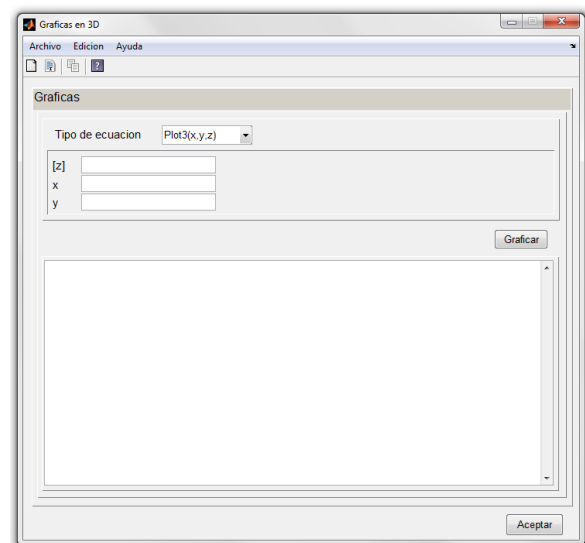 Graficas en 3D
Archivo Edicion Ayuda
Graficas
Tipo de ecuacion Plot3(x,y,z)
[z]
x
y
Graficar
Aceptar